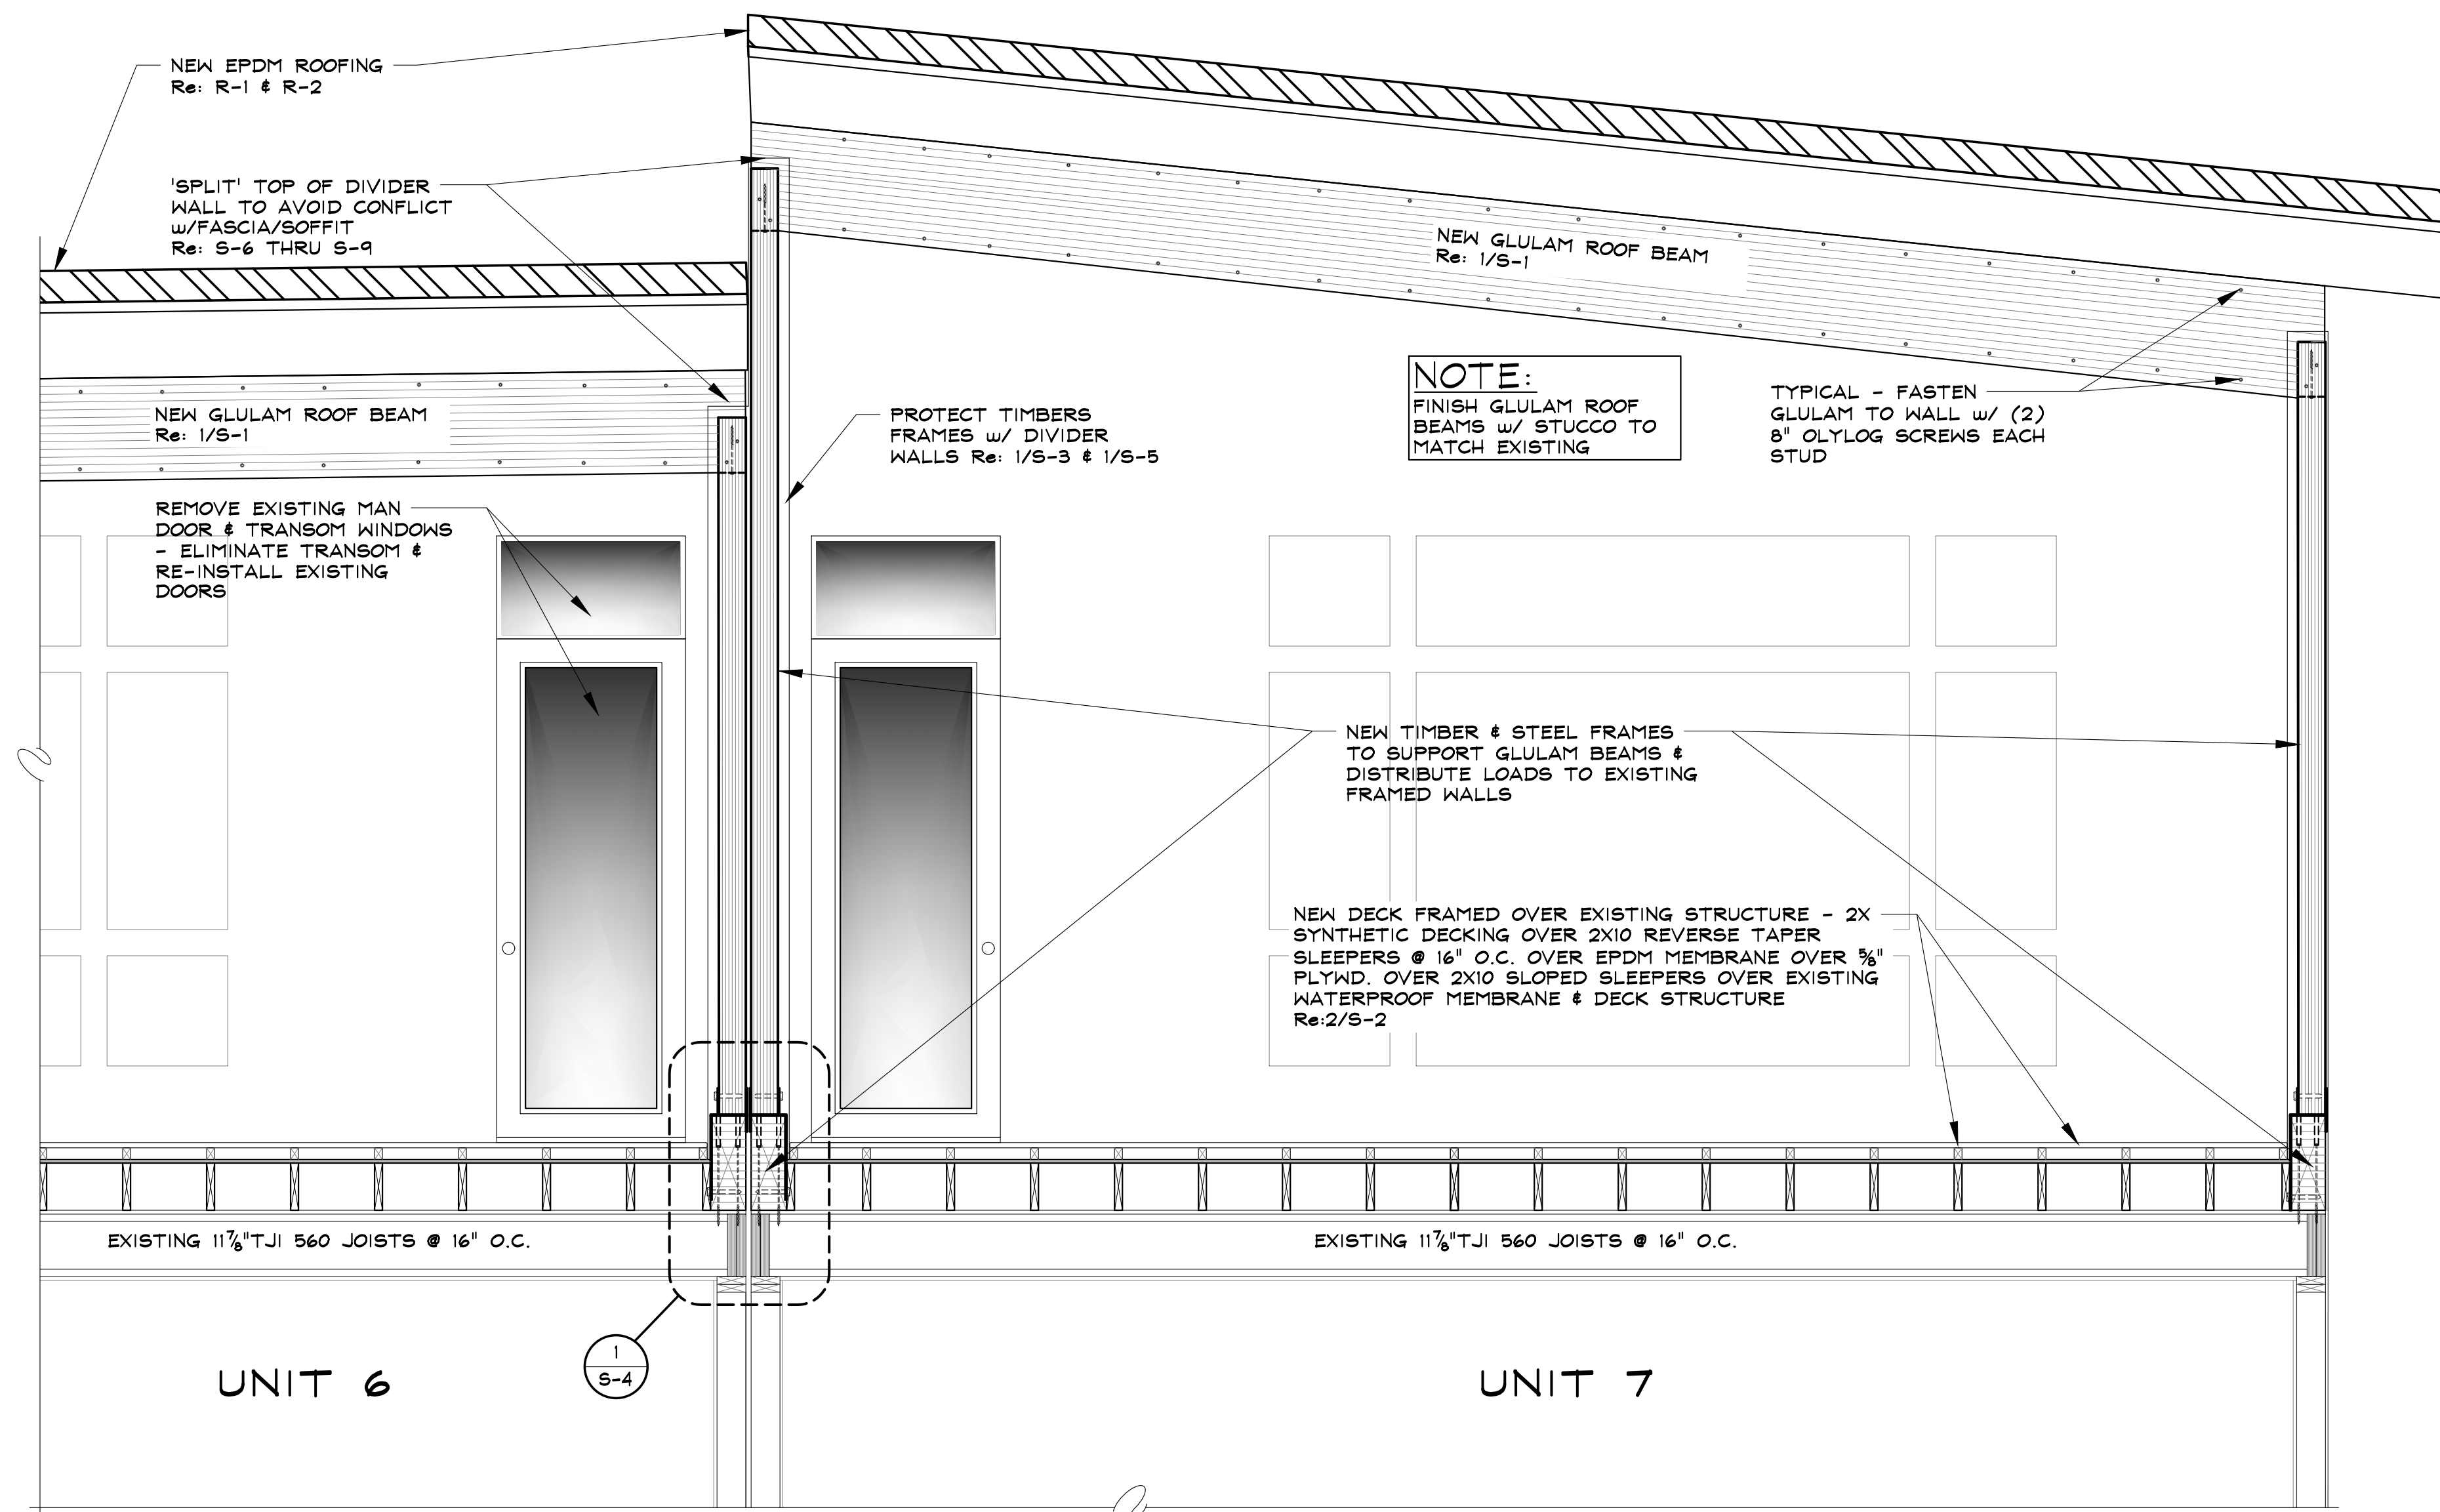 NEW EPDM ROOFING
Re: R-1 & R-2
'SPLIT' TOP OF DIVIDER
WALL TO AVOID CONFLICT
w/FASCIA/SOFFIT
Re: S-6 THRU S-9
NEW GLULAM ROOF BEAM
Re: 1/S-1
NEW GLULAM ROOF BEAM
Re: 1/S-1
PROTECT TIMBERS
FRAMES w/ DIVIDER
WALLS Re: 1/S-3 & 1/S-5
NOTE:
FINISH GLULAM ROOF
BEAMS w/ STUCCO TO
MATCH EXISTING
TYPICAL - FASTEN
GLULAM TO WALL w/ (2)
8" OLYLOG SCREWS EACH
STUD
REMOVE EXISTING MAN
DOOR & TRANSOM WINDOWS
- ELIMINATE TRANSOM &
RE-INSTALL EXISTING
DOORS
NEW TIMBER & STEEL FRAMES
TO SUPPORT GLULAM BEAMS &
DISTRIBUTE LOADS TO EXISTING
FRAMED WALLS
NEW DECK FRAMED OVER EXISTING STRUCTURE - 2X
SYNTHETIC DECKING OVER 2X10 REVERSE TAPER
SLEEPERS @ 16" O.C. OVER EPDM MEMBRANE OVER ⅝"
PLYWD. OVER 2X10 SLOPED SLEEPERS OVER EXISTING
WATERPROOF MEMBRANE & DECK STRUCTURE
Re:2/S-2
EXISTING 11⅞"TJI 560 JOISTS @ 16" O.C.
EXISTING 11⅞"TJI 560 JOISTS @ 16" O.C.
1
S-4
UNIT 6
UNIT 7